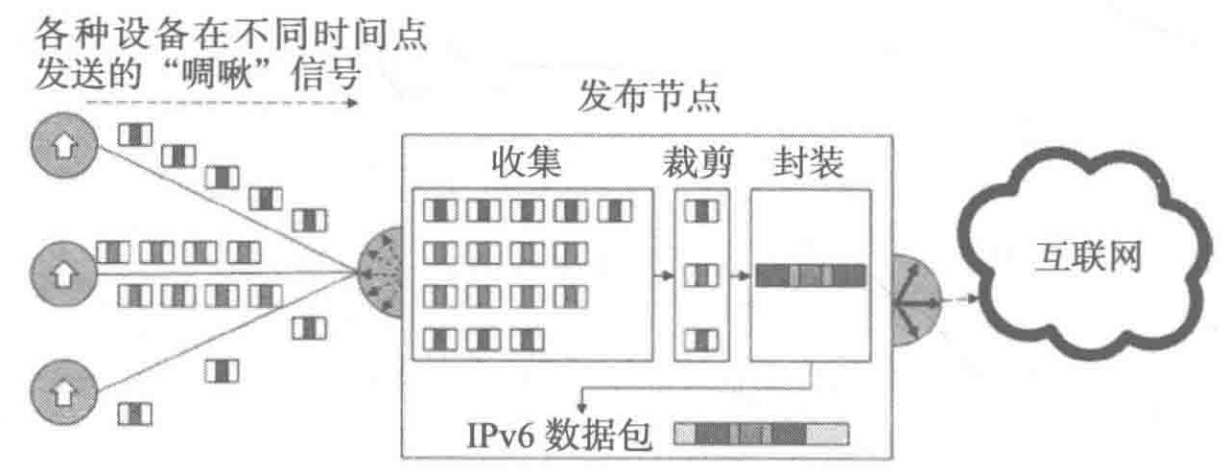 各种设备在不同时间点
发送的“啁啾”信号
发布节点
收集
裁剪
封装
互联网
IPv6 数据包